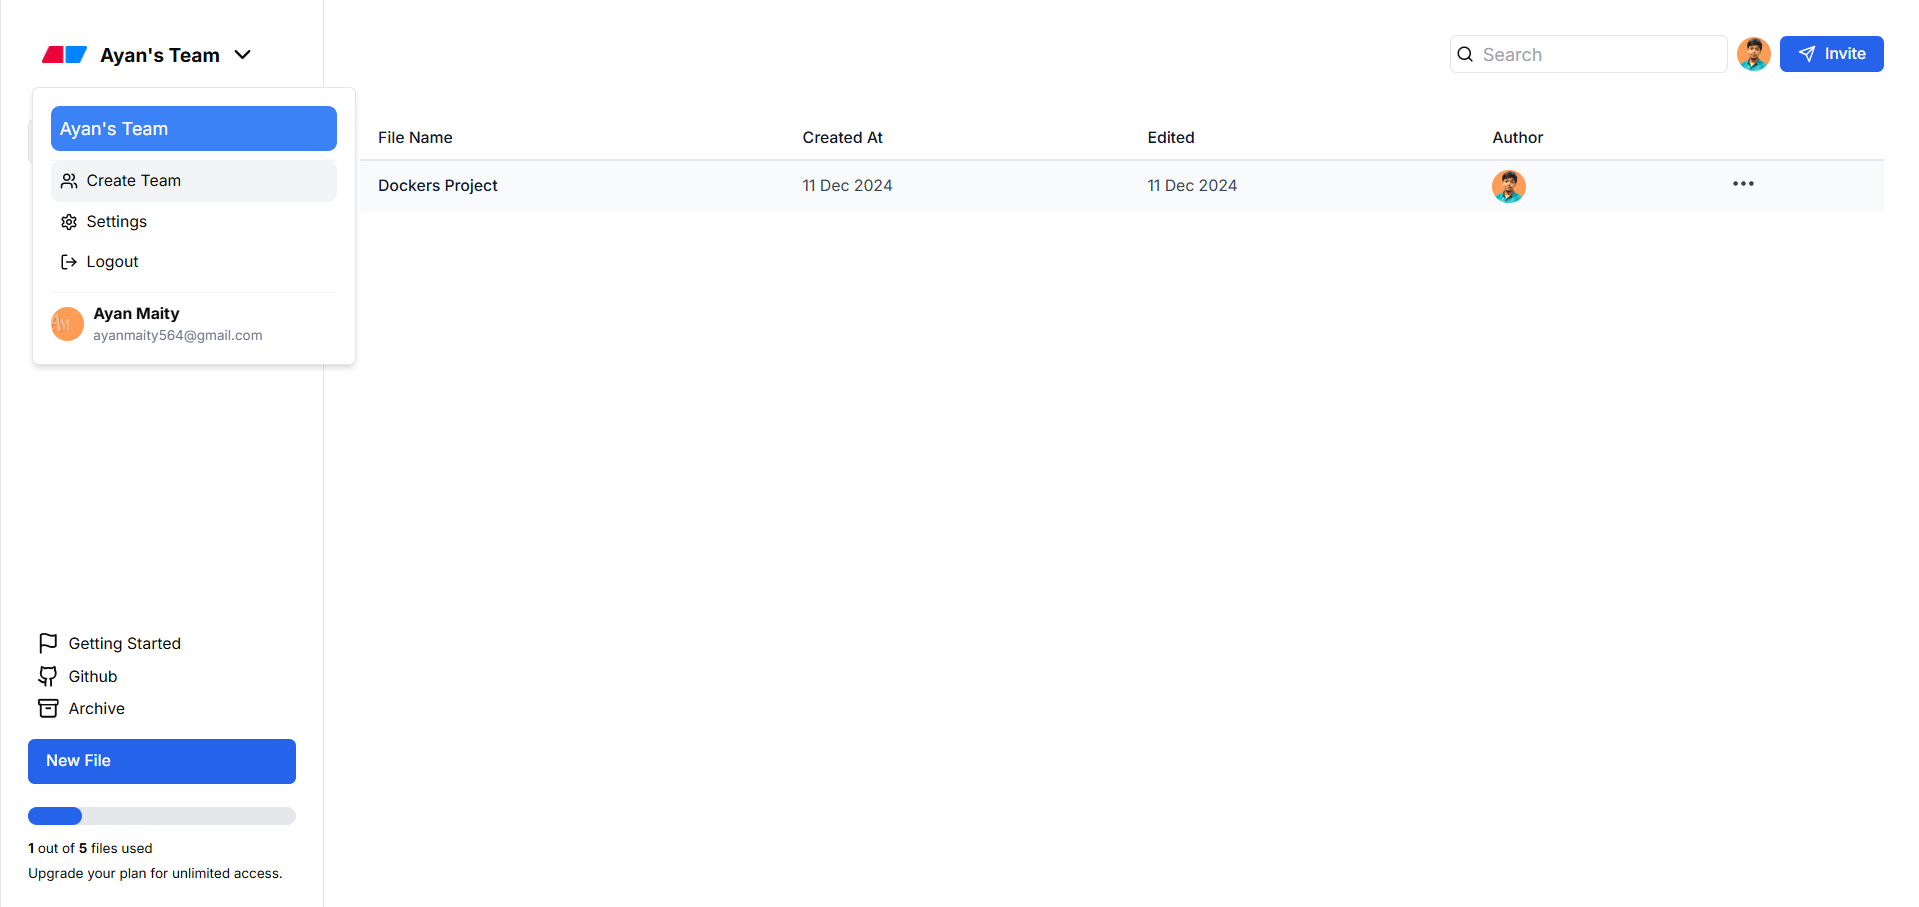 Ayan's Team
Search
Invite
Ayan's Team
Create Team
Settings
Logout
Ayan Maity
ayanmaity564@gmail.com
File Name Created At Edited Author
Dockers Project 11 Dec 2024 11 Dec 2024
Getting Started
Github
Archive
New File
1 out of 5 files used
Upgrade your plan for unlimited access.